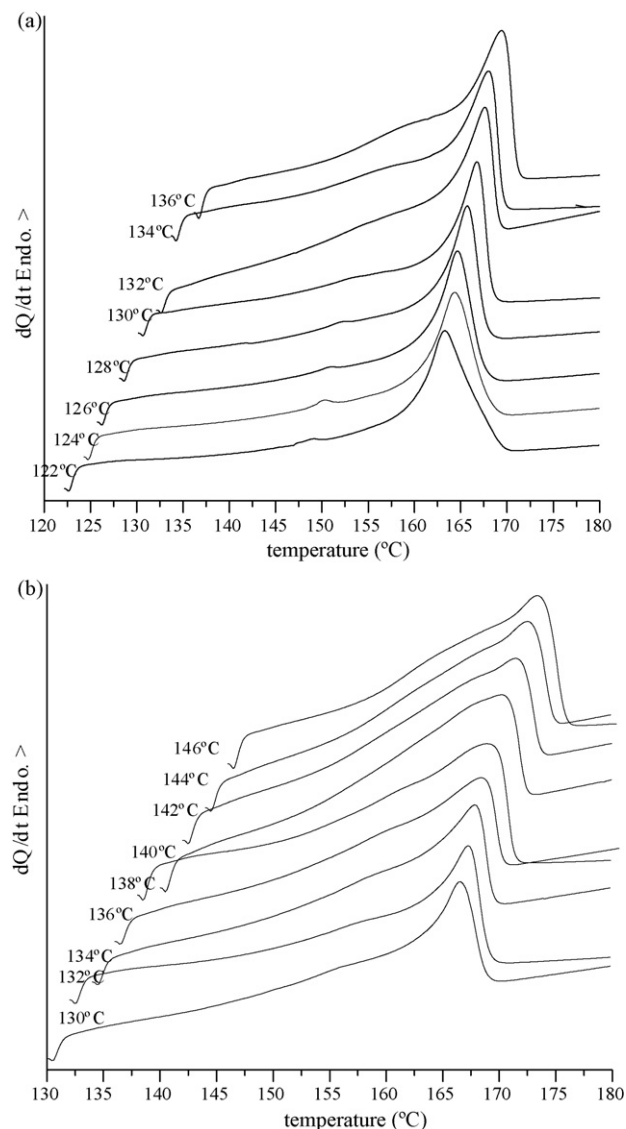 (a)
dQ/dt Endo. >
136ºC
134ºC
132ºC
130ºC
128ºC
126ºC
124ºC
122ºC
120 125 130 135 140 145 150 155 160 165 170 175 180
temperature (ºC)
(b)
dQ/dt Endo. >
146ºC
144ºC
142ºC
140ºC
138ºC
136ºC
134ºC
132ºC
130ºC
130 135 140 145 150 155 160 165 170 175 180
temperature (ºC)